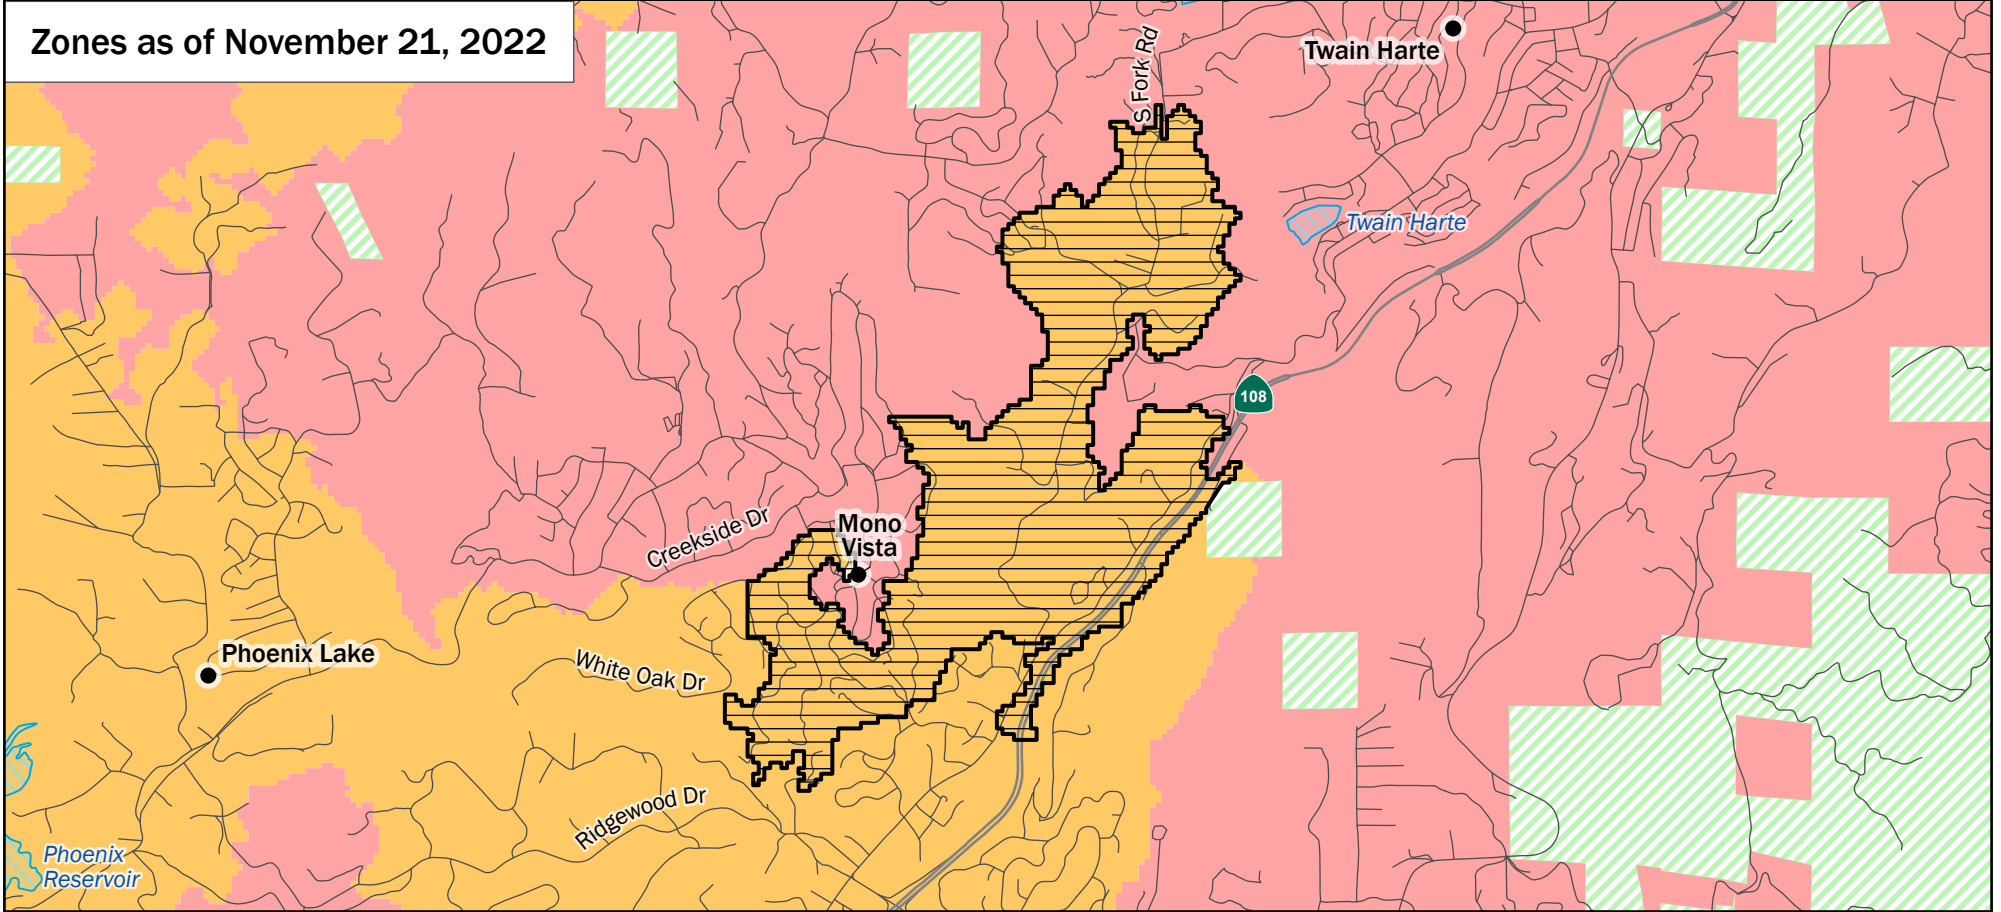 Zones as of November 21, 2022
S Fork Rd
Twain Harte
Twain Harte
108
Creekside Dr
Mono
Vista
Phoenix Lake
White Oak Dr
Ridgewood Dr
Phoenix
Reservoir